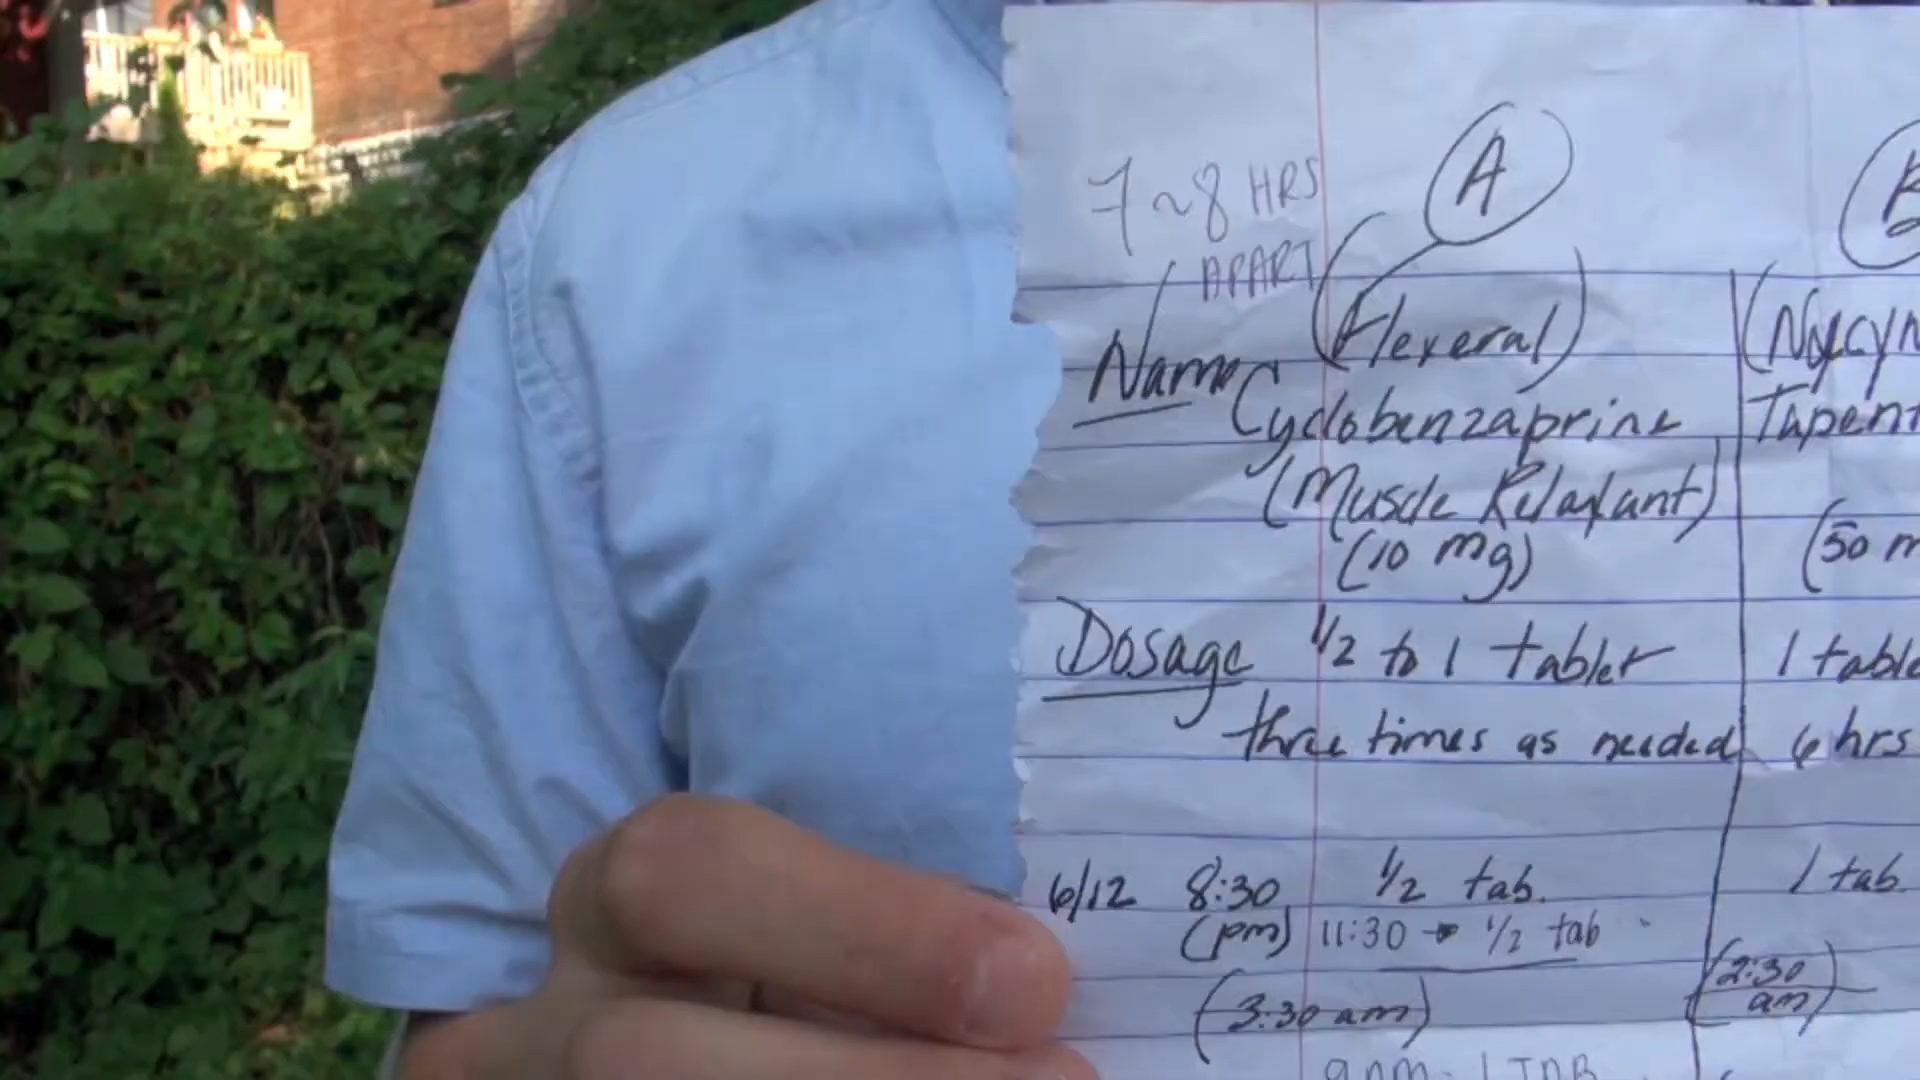 A
7~8 HRS
APART
(Flexeral)
Name Cyclobenzaprine
(Muscle Relaxant)
(10 mg)
Dosage 1/2 to 1 tablet
three times as needed
6/12 8:30 1/2 tab.
(pm) 11:30 → 1/2 tab
(3:30 am)
(Nycyn
Tapent
(50 m
1 table
6 hrs
1 tab
(2:30
am)